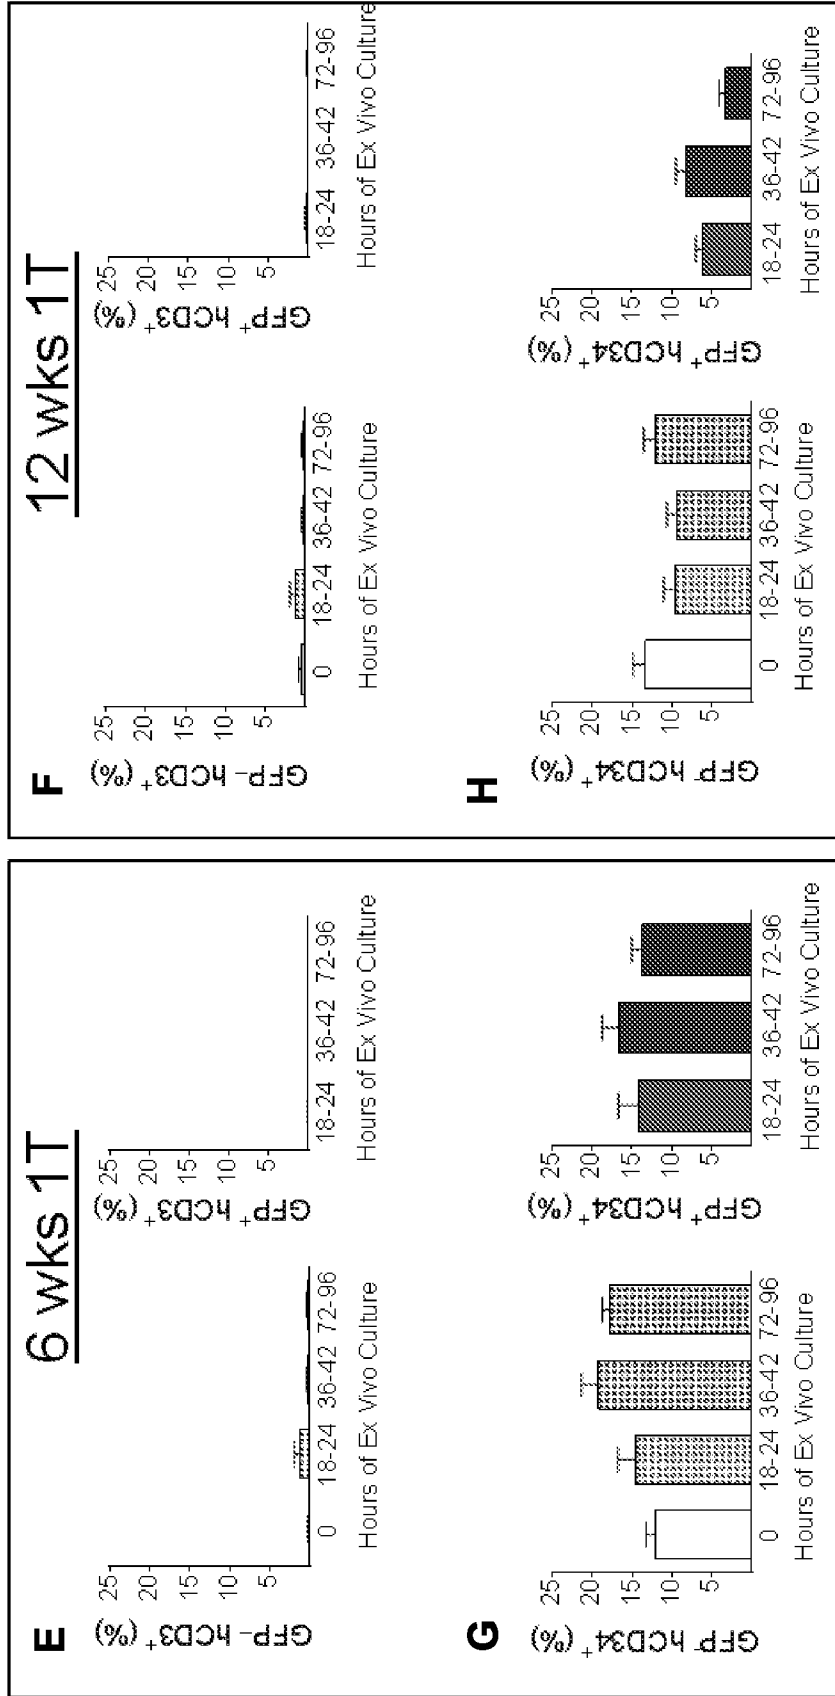 6 wks 1T
E
GFP– hCD3⁺ (%)
25
20
15
10
5
0 18-24 36-42 72-96
Hours of Ex Vivo Culture
GFP⁺ hCD3⁺ (%)
25
20
15
10
5
18-24 36-42 72-96
Hours of Ex Vivo Culture
G
GFP⁻ hCD34⁺ (%)
25
20
15
10
5
0 18-24 36-42 72-96
Hours of Ex Vivo Culture
GFP⁺ hCD34⁺ (%)
25
20
15
10
5
18-24 36-42 72-96
Hours of Ex Vivo Culture
12 wks 1T
F
GFP– hCD3⁺ (%)
25
20
15
10
5
0 18-24 36-42 72-96
Hours of Ex Vivo Culture
GFP⁺ hCD3⁺ (%)
25
20
15
10
5
18-24 36-42 72-96
Hours of Ex Vivo Culture
H
GFP⁻ hCD34⁺ (%)
25
20
15
10
5
0 18-24 36-42 72-96
Hours of Ex Vivo Culture
GFP⁺ hCD34⁺ (%)
25
20
15
10
5
18-24 36-42 72-96
Hours of Ex Vivo Culture